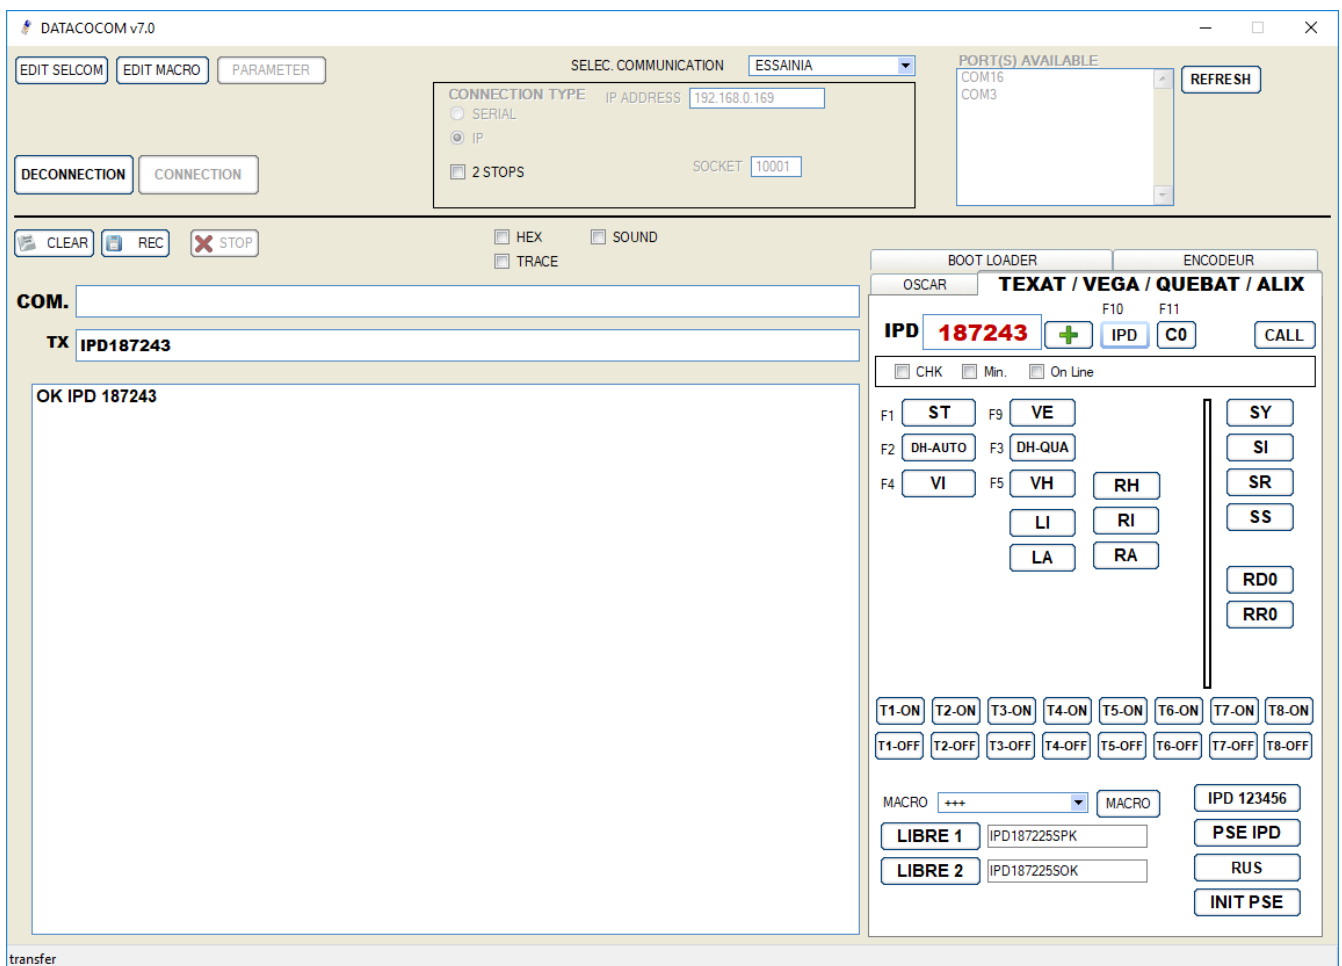 DATACOCOM v7.0
EDIT SELCOM EDIT MACRO PARAMETER
SELEC. COMMUNICATION ESSAINIA
PORT(S) AVAILABLE
COM16
COM3
REFRESH
CONNECTION TYPE IP ADDRESS 192.168.0.169
SERIAL
IP
2 STOPS SOCKET 10001
DECONNECTION CONNECTION
CLEAR REC STOP
HEX SOUND
TRACE
BOOT LOADER ENCODEUR
OSCAR TEXAT / VEGA / QUEBAT / ALIX
COM.
TX IPD187243
OK IPD 187243
F10 F11
IPD 187243 IPD C0 CALL
CHK Min. On Line
F1 ST F9 VE SY
F2 DH-AUTO F3 DH-QUA SI
F4 VI F5 VH RH SR
LI RI SS
LA RA
RD0
RR0
T1-ON T2-ON T3-ON T4-ON T5-ON T6-ON T7-ON T8-ON
T1-OFF T2-OFF T3-OFF T4-OFF T5-OFF T6-OFF T7-OFF T8-OFF
MACRO +++ MACRO IPD 123456
LIBRE 1 IPD187225SPK PSE IPD
LIBRE 2 IPD187225SOK RUS
INIT PSE
transfer